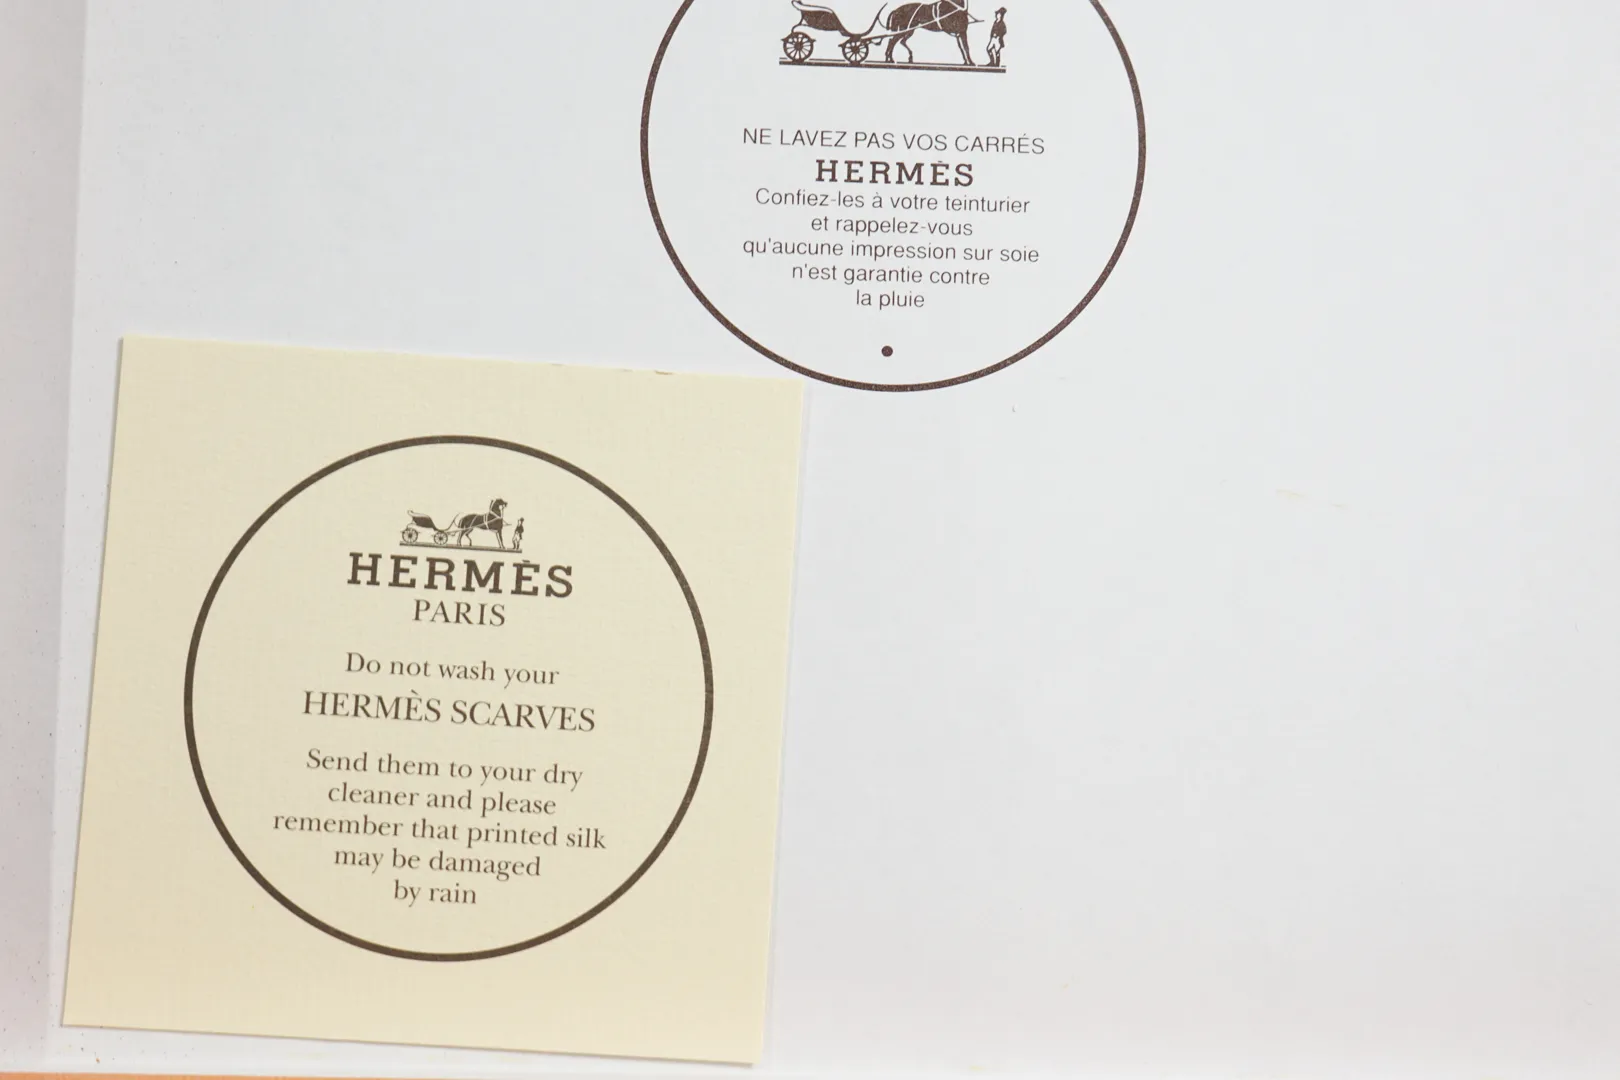 NE LAVEZ PAS VOS CARRÉS
HERMÈS
Confiez-les à votre teinturier
et rappelez-vous
qu'aucune impression sur soie
n'est garantie contre
la pluie
HERMÈS
PARIS
Do not wash your
HERMÈS SCARVES
Send them to your dry
cleaner and please
remember that printed silk
may be damaged
by rain